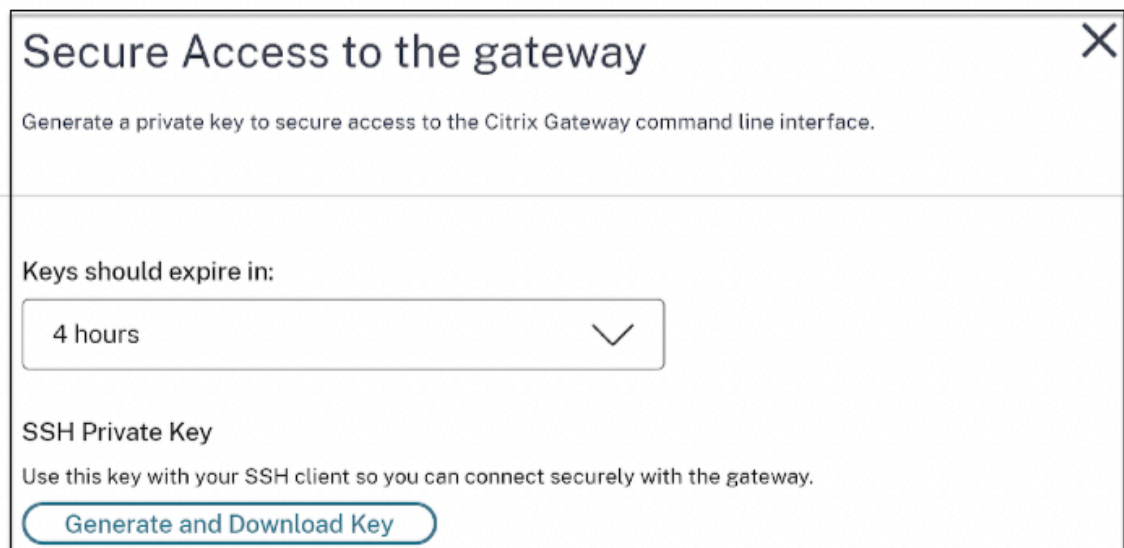 Secure Access to the gateway
Generate a private key to secure access to the Citrix Gateway command line interface.
Keys should expire in:
4 hours
SSH Private Key
Use this key with your SSH client so you can connect securely with the gateway.
Generate and Download Key